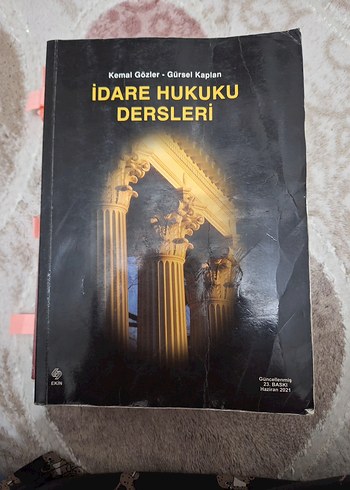 Kemal Gözler - Gürsel Kaplan
İDARE HUKUKU
DERSLERİ
EKİN
Güncellenmiş
23. BASKI
Haziran 2021